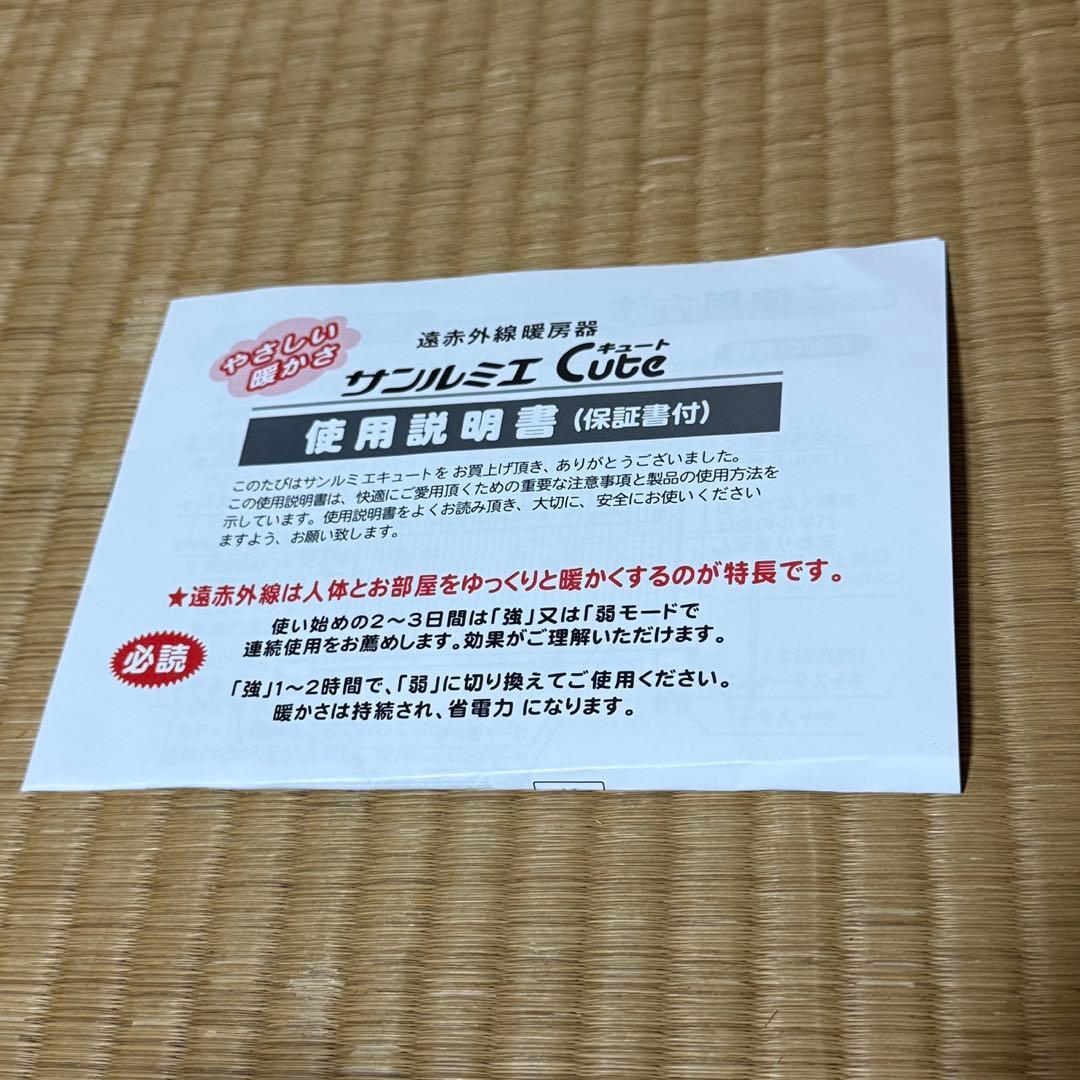 やさしい
暖かさ
遠赤外線暖房器
サンルミエ Cute
キュート
使用説明書(保証書付)
このたびはサンルミエキュートを お買上げ頂き、ありがとうございました。
この使用説明書は、快適にご愛用頂くための重要な注意事項と製品の使用方法を
示しています。使用説明書をよくお読み頂き、大切に、安全にお使いください
ますよう、お願い致します。
★遠赤外線は人体とお部屋をゆっくりと暖かくするのが特長です。
必読
使い始めの2〜3日間は「強」又は「弱モードで
連続使用をお薦めします。効果がご理解いただけます。
「強」1〜2時間で、「弱」に切り換えてご使用ください。
暖かさは持続され、省電力 になります。